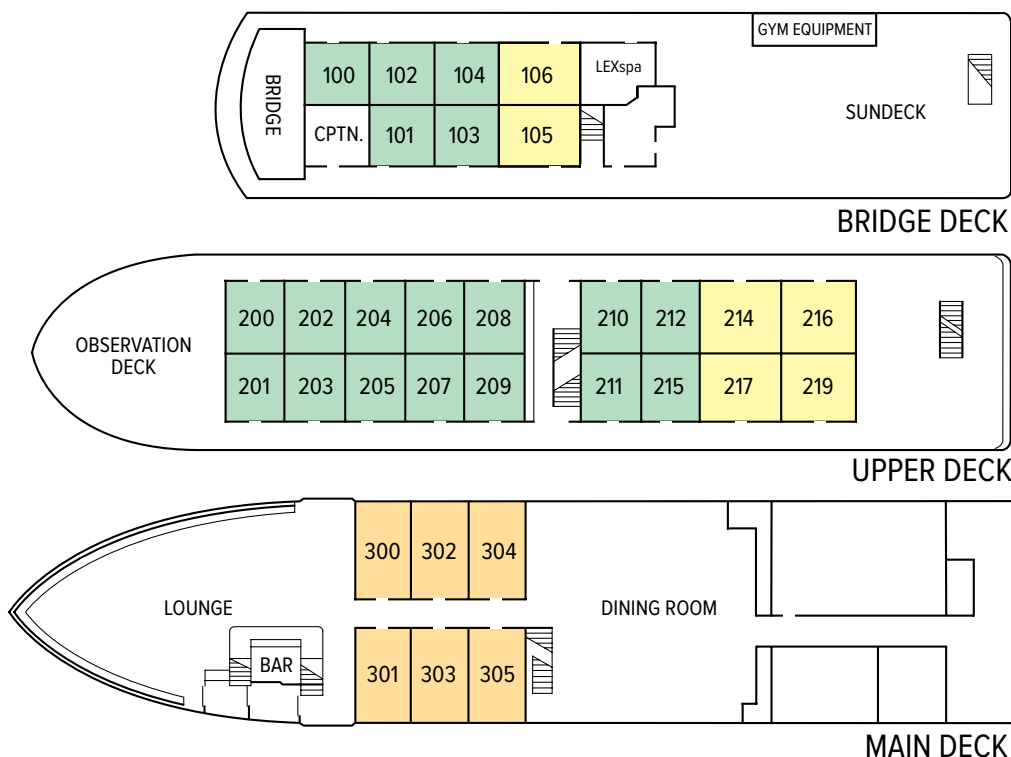 GYM EQUIPMENT
BRIDGE
100 102 104 106 LEXspa
SUNDECK
CPTN. 101 103 105
BRIDGE DECK
200 202 204 206 208 210 212 214 216
OBSERVATION
DECK
201 203 205 207 209 211 215 217 219
UPPER DECK
300 302 304
LOUNGE
DINING ROOM
BAR
301 303 305
MAIN DECK